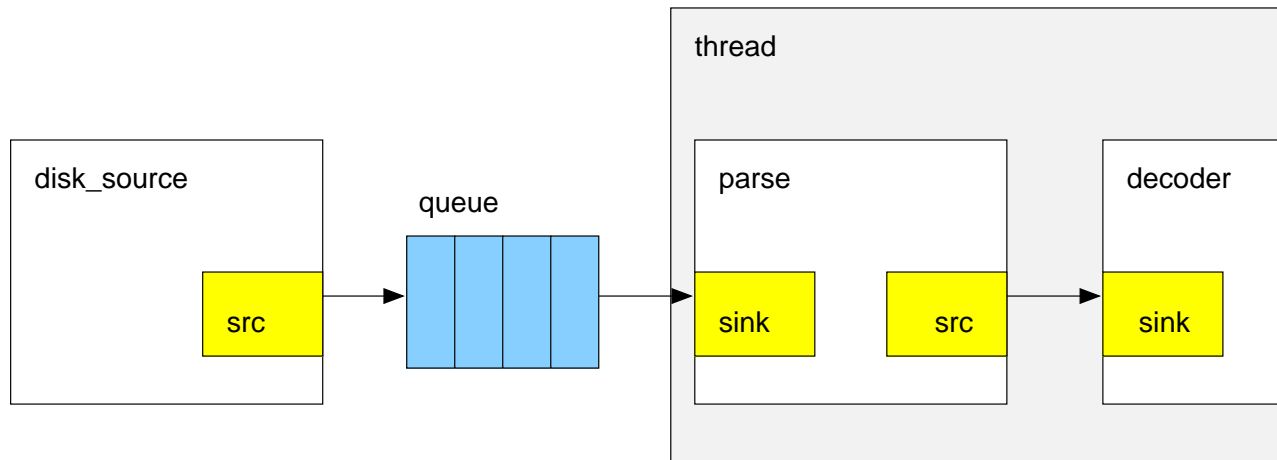 thread
disk_source
queue
parse
decoder
src
sink
src
sink